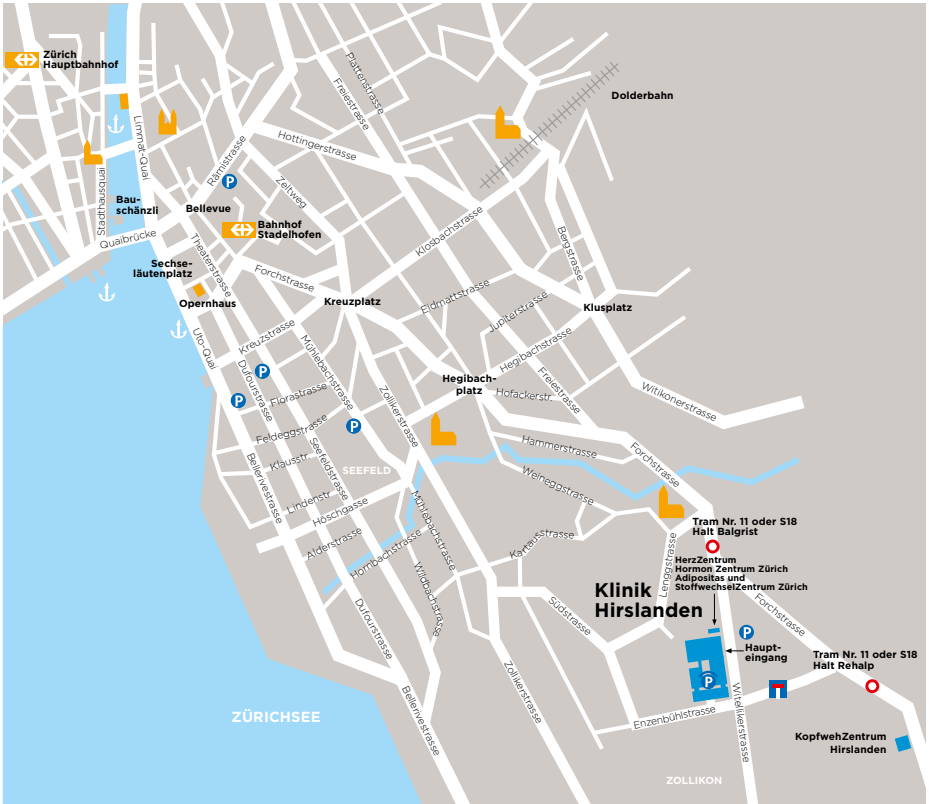 Zürich
Hauptbahnhof
Plattenstrasse
Freiestrasse
Dolderbahn
Limmat-Quai
Hottingerstrasse
Rämistrasse
P
Zeltweg
Stadthausquai
Bau-
schänzli
Bellevue
Bahnhof
Stadelhofen
Quaibrücke
Theaterstrasse
Klosbachstrasse
Bergstrasse
Sechse-
läutenplatz
Forchstrasse
Opernhaus
Kreuzplatz
Eidmattstrasse
Jupiterstrasse
Klusplatz
Uto-Quai
Kreuzstrasse
Mühlebachstrasse
Hegibachstrasse
P
Dufourstrasse
Hegibach-
platz
Freiestrasse
Witikonerstrasse
P
Florastrasse
Zollikerstrasse
Hofackerstr.
P
Feldeggstrasse
Hammerstrasse
Forchstrasse
Klausstr.
Seefeldstrasse
SEEFELD
Bellerivestrasse
Weineggstrasse
Lindenstr.
Höschgasse
Mühlebachstrasse
Tram Nr. 11 oder S18
Halt Balgrist
Alderstrasse
Hornbachstrasse
Kartausstrasse
Lenggstrasse
HerzZentrum
Hormon Zentrum Zürich
Adipositas und
StoffwechselZentrum Zürich
Wildbachstrasse
Klinik
Hirslanden
Dufourstrasse
Südstrasse
Forchstrasse
P
Haupt-
eingang
Tram Nr. 11 oder S18
Halt Rehalp
P
Zollikerstrasse
Bellerivestrasse
Witellikerstrasse
ZÜRICHSEE
Enzenbühlstrasse
KopfwehZentrum
Hirslanden
ZOLLIKON